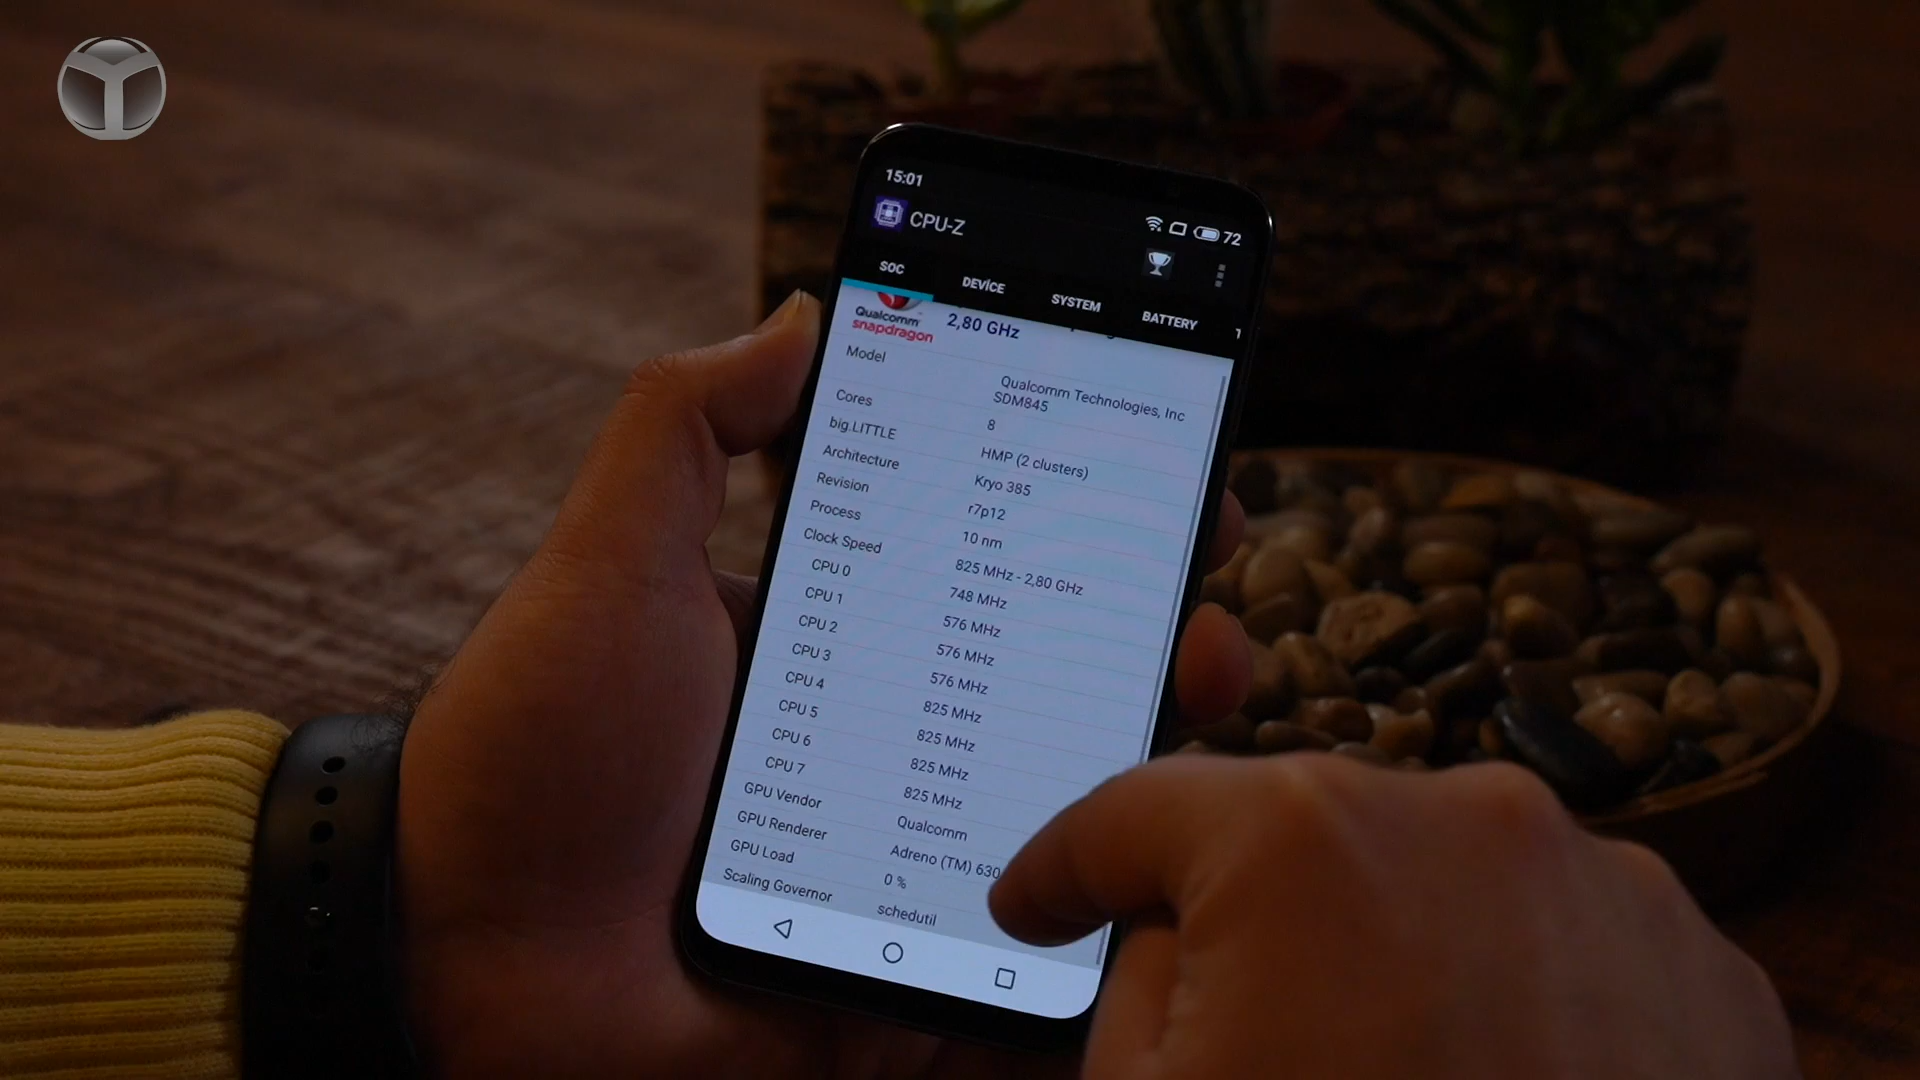 15:01
72
CPU-Z
SOC DEVİCE SYSTEM BATTERY
Qualcomm
snapdragon
2,80 GHz
Model Qualcomm Technologies, Inc
SDM845
Cores 8
big.LITTLE HMP (2 clusters)
Architecture Kryo 385
Revision r7p12
Process 10 nm
Clock Speed 825 MHz - 2,80 GHz
CPU 0 748 MHz
CPU 1 576 MHz
CPU 2 576 MHz
CPU 3 576 MHz
CPU 4 825 MHz
CPU 5 825 MHz
CPU 6 825 MHz
CPU 7 825 MHz
GPU Vendor Qualcomm
GPU Renderer Adreno (TM) 630
GPU Load 0 %
Scaling Governor schedutil